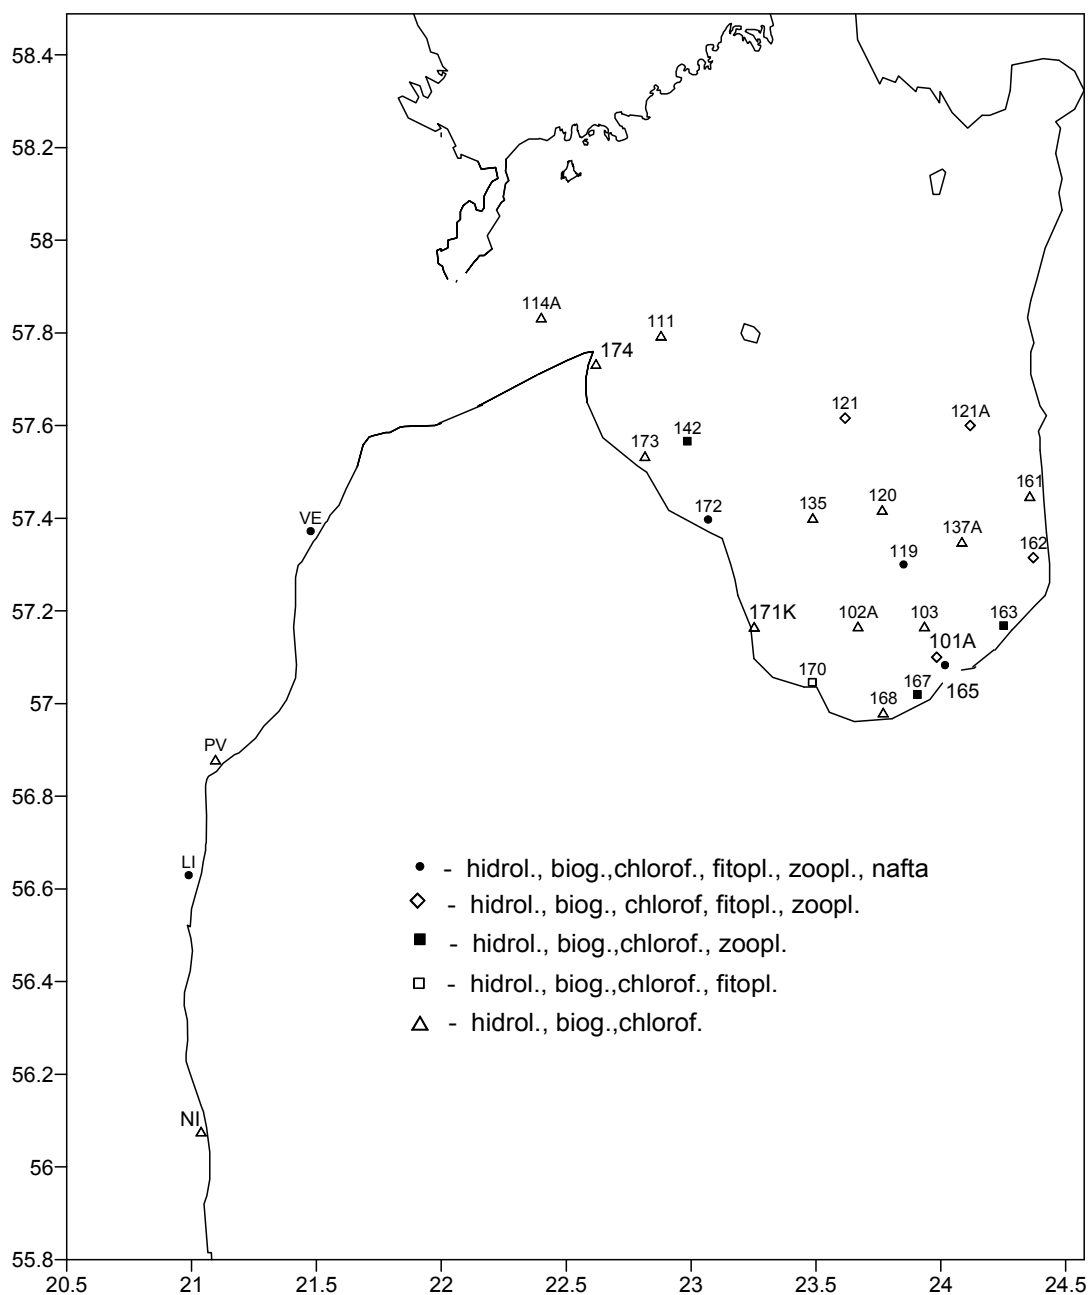 58.4
58.2
58
57.8
57.6
57.4
57.2
57
56.8
56.6
56.4
56.2
56
55.8
20.5 21 21.5 22 22.5 23 23.5 24 24.5
114A
111
174
121
121A
142
173
161
120
172
135
VE
137A
162
119
163
102A
103
171K
101A
170
167
165
168
PV
LI
NI
- hidrol., biog.,chlorof., fitopl., zoopl., nafta
- hidrol., biog., chlorof, fitopl., zoopl.
- hidrol., biog.,chlorof., zoopl.
- hidrol., biog.,chlorof., fitopl.
- hidrol., biog.,chlorof.